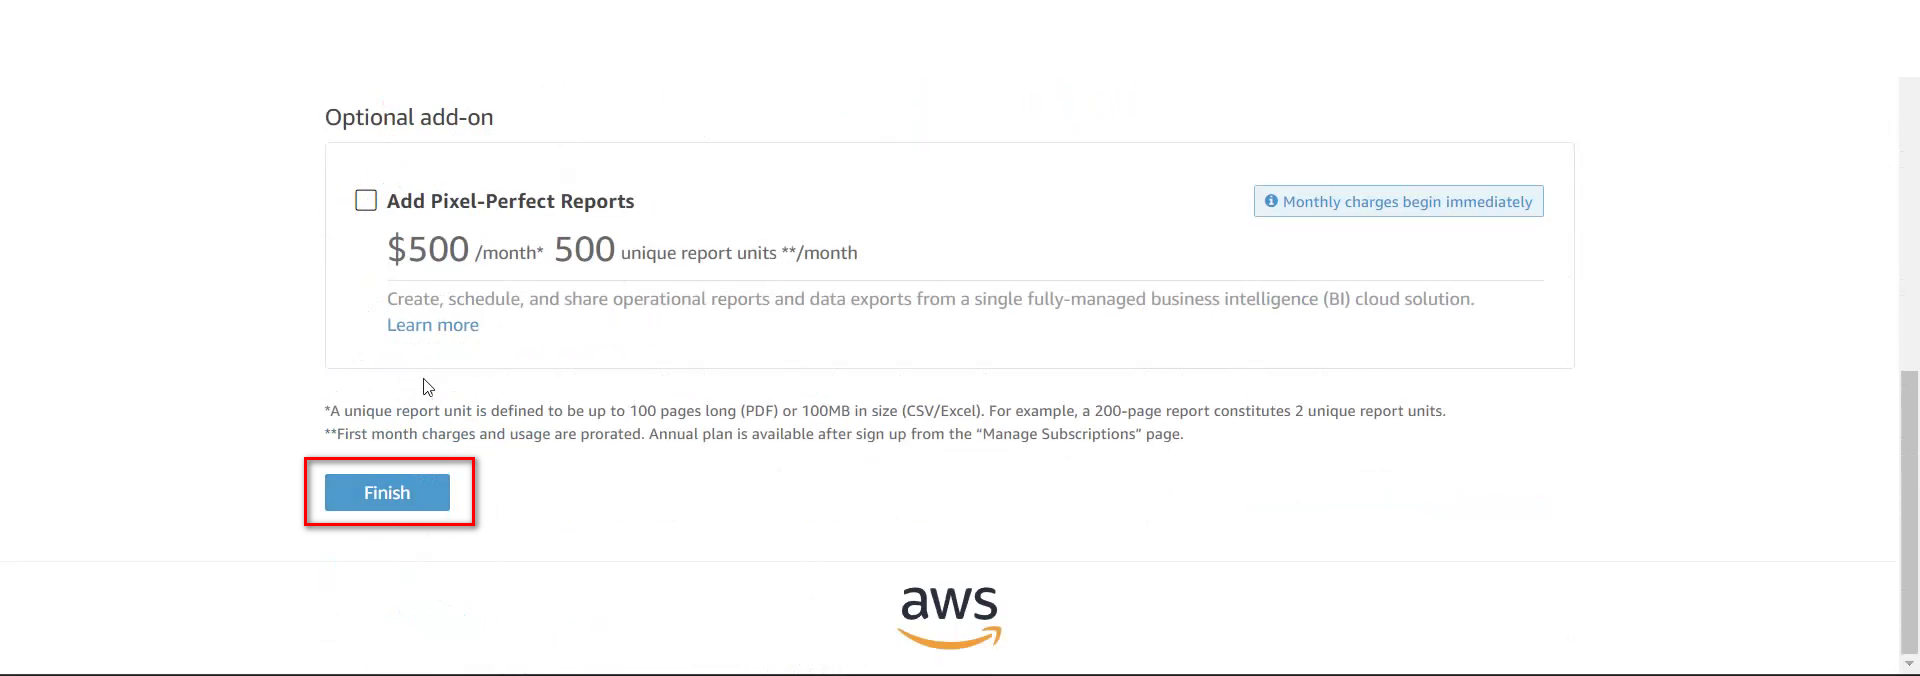 Optional add-on
Add Pixel-Perfect Reports
Monthly charges begin immediately
$500 /month* 500 unique report units **/month
Create, schedule, and share operational reports and data exports from a single fully-managed business intelligence (BI) cloud solution.
Learn more
*A unique report unit is defined to be up to 100 pages long (PDF) or 100MB in size (CSV/Excel). For example, a 200-page report constitutes 2 unique report units.
**First month charges and usage are prorated. Annual plan is available after sign up from the “Manage Subscriptions” page.
Finish
aws